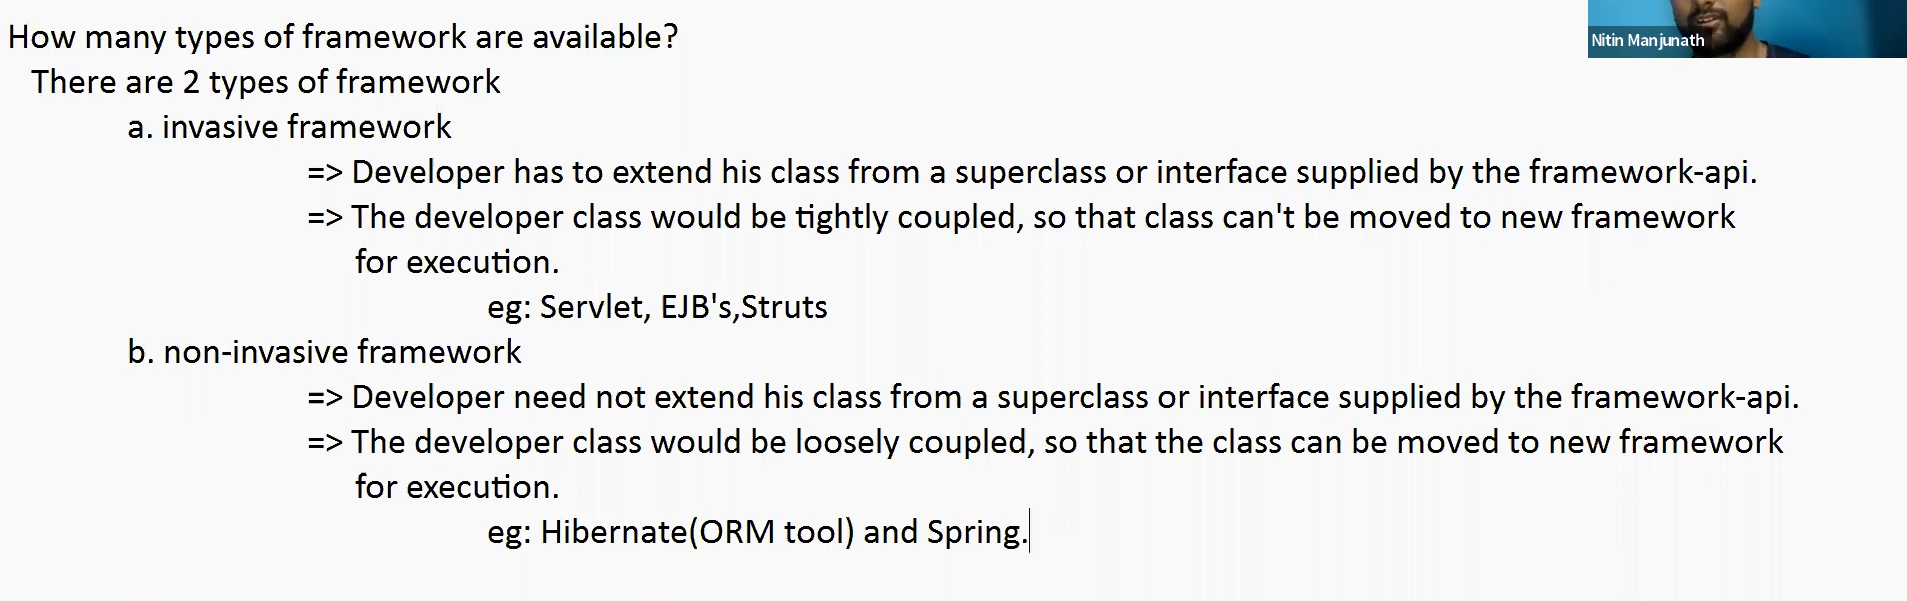 How many types of framework are available?
There are 2 types of framework
a. invasive framework
=> Developer has to extend his class from a superclass or interface supplied by the framework-api.
=> The developer class would be tightly coupled, so that class can't be moved to new framework
for execution.
eg: Servlet, EJB's,Struts
b. non-invasive framework
=> Developer need not extend his class from a superclass or interface supplied by the framework-api.
=> The developer class would be loosely coupled, so that the class can be moved to new framework
for execution.
eg: Hibernate(ORM tool) and Spring.
Nitin Manjunath